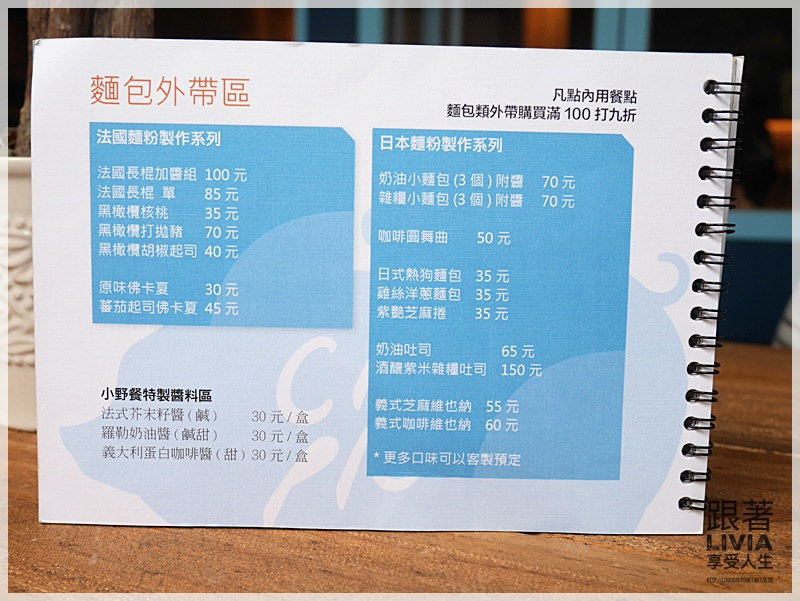 麵包外帶區
凡點內用餐點
麵包類外帶購買滿 100 打九折
法國麵粉製作系列
法國長棍加醬組 100 元
法國長棍 單 85 元
黑橄欖核桃 35 元
黑橄欖打拋豬 70 元
黑橄欖胡椒起司 40 元
原味佛卡夏 30 元
蕃茄起司佛卡夏 45 元
小野餐特製醬料區
法式芥末籽醬 ( 鹹 ) 30 元 / 盒
羅勒奶油醬 ( 鹹甜 ) 30 元 / 盒
義大利蛋白咖啡醬 ( 甜 ) 30 元 / 盒
日本麵粉製作系列
奶油小麵包 (3 個 ) 附醬 70 元
雜糧小麵包 (3 個 ) 附醬 70 元
咖啡圓舞曲 50 元
日式熱狗麵包 35 元
雞絲洋蔥麵包 35 元
紫艷芝麻捲 35 元
奶油吐司 65 元
酒釀紫米雜糧吐司 150 元
義式芝麻維也納 55 元
義式咖啡維也納 60 元
* 更多口味可以客製預定
跟著
LIVIA
享受人生